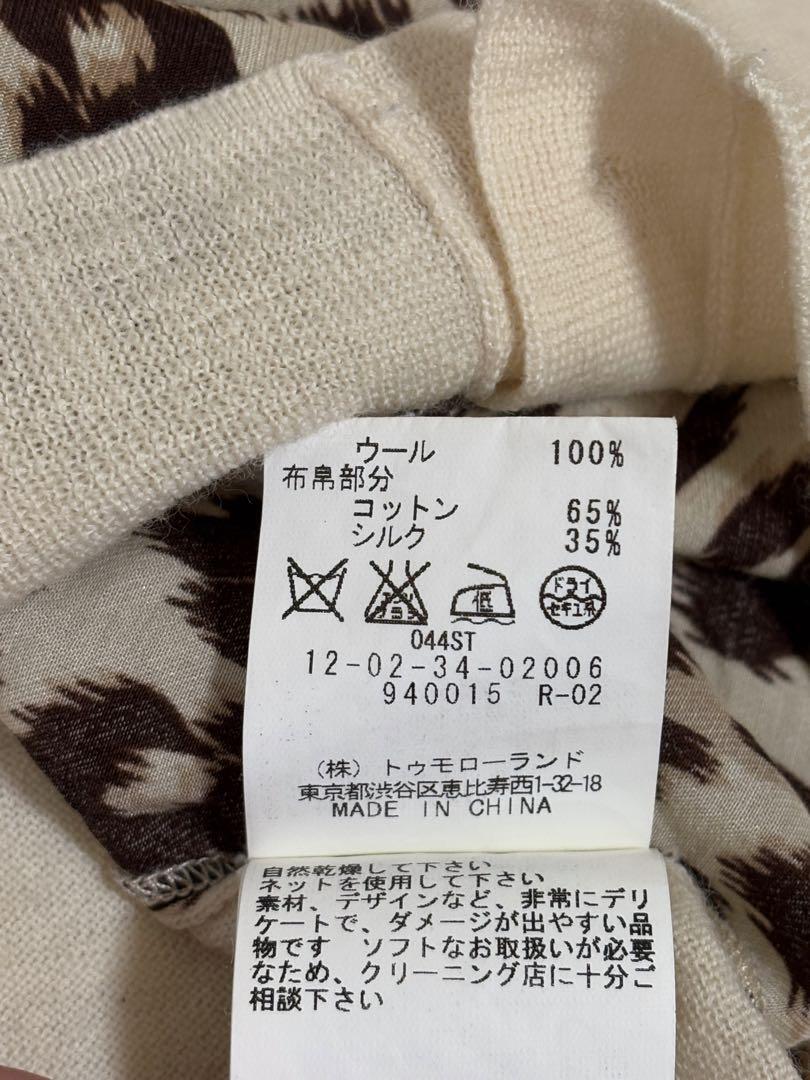 ウール 100%
布帛部分
コットン 65%
シルク 35%
エンソ サラシ 低 ドライ セキユ系
044ST
12-02-34-02006
940015 R-02
(株) トゥモローランド
東京都渋谷区恵比寿西1-32-18
MADE IN CHINA
自然乾燥して下さい
ネットを使用して下さい
素材、デザインなど、非常にデリ
ケートで、ダメージが出やすい品
物です ソフトなお取扱いが必要
なため、クリーニング店に十分ご
相談下さい